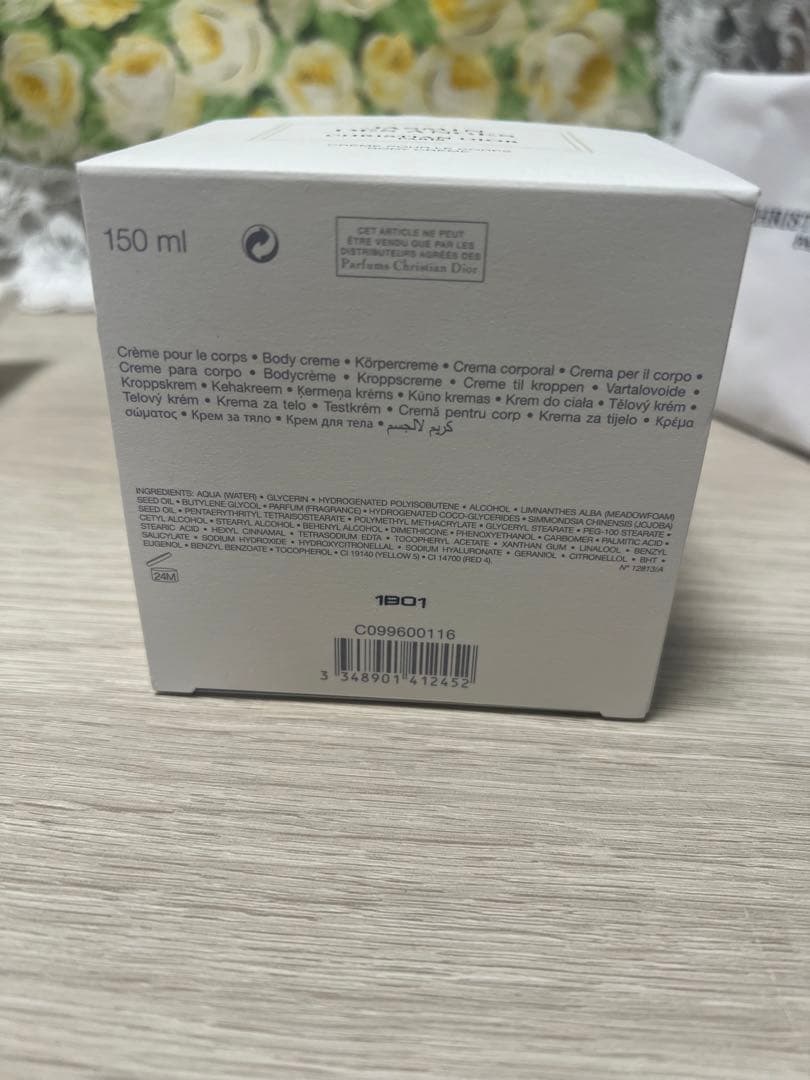 CHRISTIAN DIOR
CRÈME POUR LE CORPS
150 ml
CET ARTICLE NE PEUT
ÊTRE VENDU QUE PAR LES
DISTRIBUTEURS AGRÉÉS DES
Parfums Christian Dior
Crème pour le corps • Body creme • Körpercreme • Crema corporal • Crema per il corpo •
Creme para corpo • Bodycrème • Kroppscreme • Creme til kroppen • Vartalovoide •
Kroppskrem • Kehakreem • Ķermeņa krēms • Kūno kremas • Krem do ciała • Tělový krém •
Telový krém • Krema za telo • Testkrém • Cremă pentru corp • Krema za tijelo • Κρέμα
σώματος • Крем за тяло • Крем для тела • كريم لالجسم
INGREDIENTS: AQUA (WATER) • GLYCERIN • HYDROGENATED POLYISOBUTENE • ALCOHOL • LIMNANTHES ALBA (MEADOWFOAM)
SEED OIL • BUTYLENE GLYCOL • PARFUM (FRAGRANCE) • HYDROGENATED COCO-GLYCERIDES • SIMMONDSIA CHINENSIS (JOJOBA)
SEED OIL • PENTAERYTHRITYL TETRAISOSTEARATE • POLYMETHYL METHACRYLATE • GLYCERYL STEARATE • PEG-100 STEARATE •
CETYL ALCOHOL • STEARYL ALCOHOL • BEHENYL ALCOHOL • DIMETHICONE • PHENOXYETHANOL • CARBOMER • PALMITIC ACID •
STEARIC ACID • HEXYL CINNAMAL • TETRASODIUM EDTA • TOCOPHERYL ACETATE • XANTHAN GUM • LINALOOL • BENZYL
SALICYLATE • SODIUM HYDROXIDE • HYDROXYCITRONELLAL • SODIUM HYALURONATE • GERANIOL • CITRONELLOL • BHT •
EUGENOL • BENZYL BENZOATE • TOCOPHEROL • CI 19140 (YELLOW 5) • CI 14700 (RED 4).
N° 12813/A
24M
1B01
C099600116
3 348901 412452